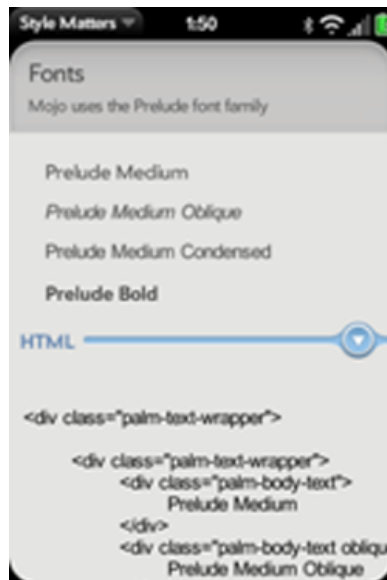 Style Matters
1:50
Fonts
Mojo uses the Prelude font family
Prelude Medium
Prelude Medium Oblique
Prelude Medium Condensed
Prelude Bold
HTML
<div class="palm-text-wrapper">
<div class="palm-text-wrapper">
<div class="palm-body-text">
Prelude Medium
</div>
<div class="palm-body-text obliqu
Prelude Medium Oblique